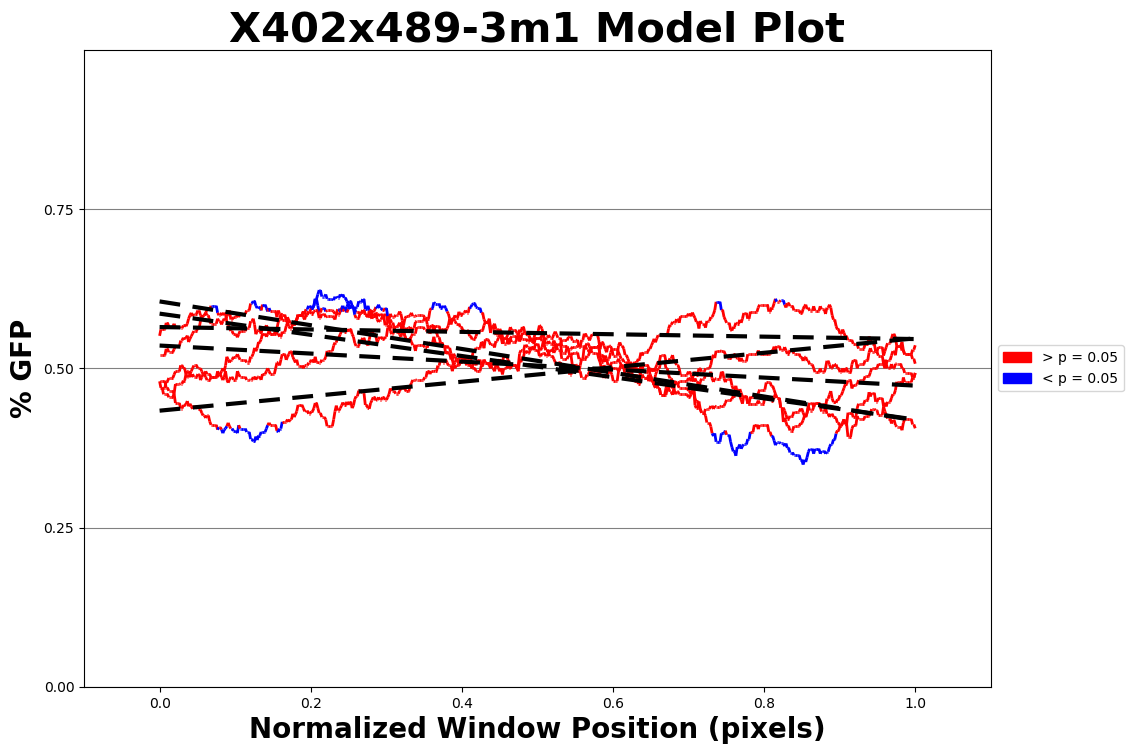 X402x489-3m1 Model Plot
% GFP
0.75
0.50
0.25
0.00
0.0 0.2 0.4 0.6 0.8 1.0
Normalized Window Position (pixels)
> p = 0.05
< p = 0.05